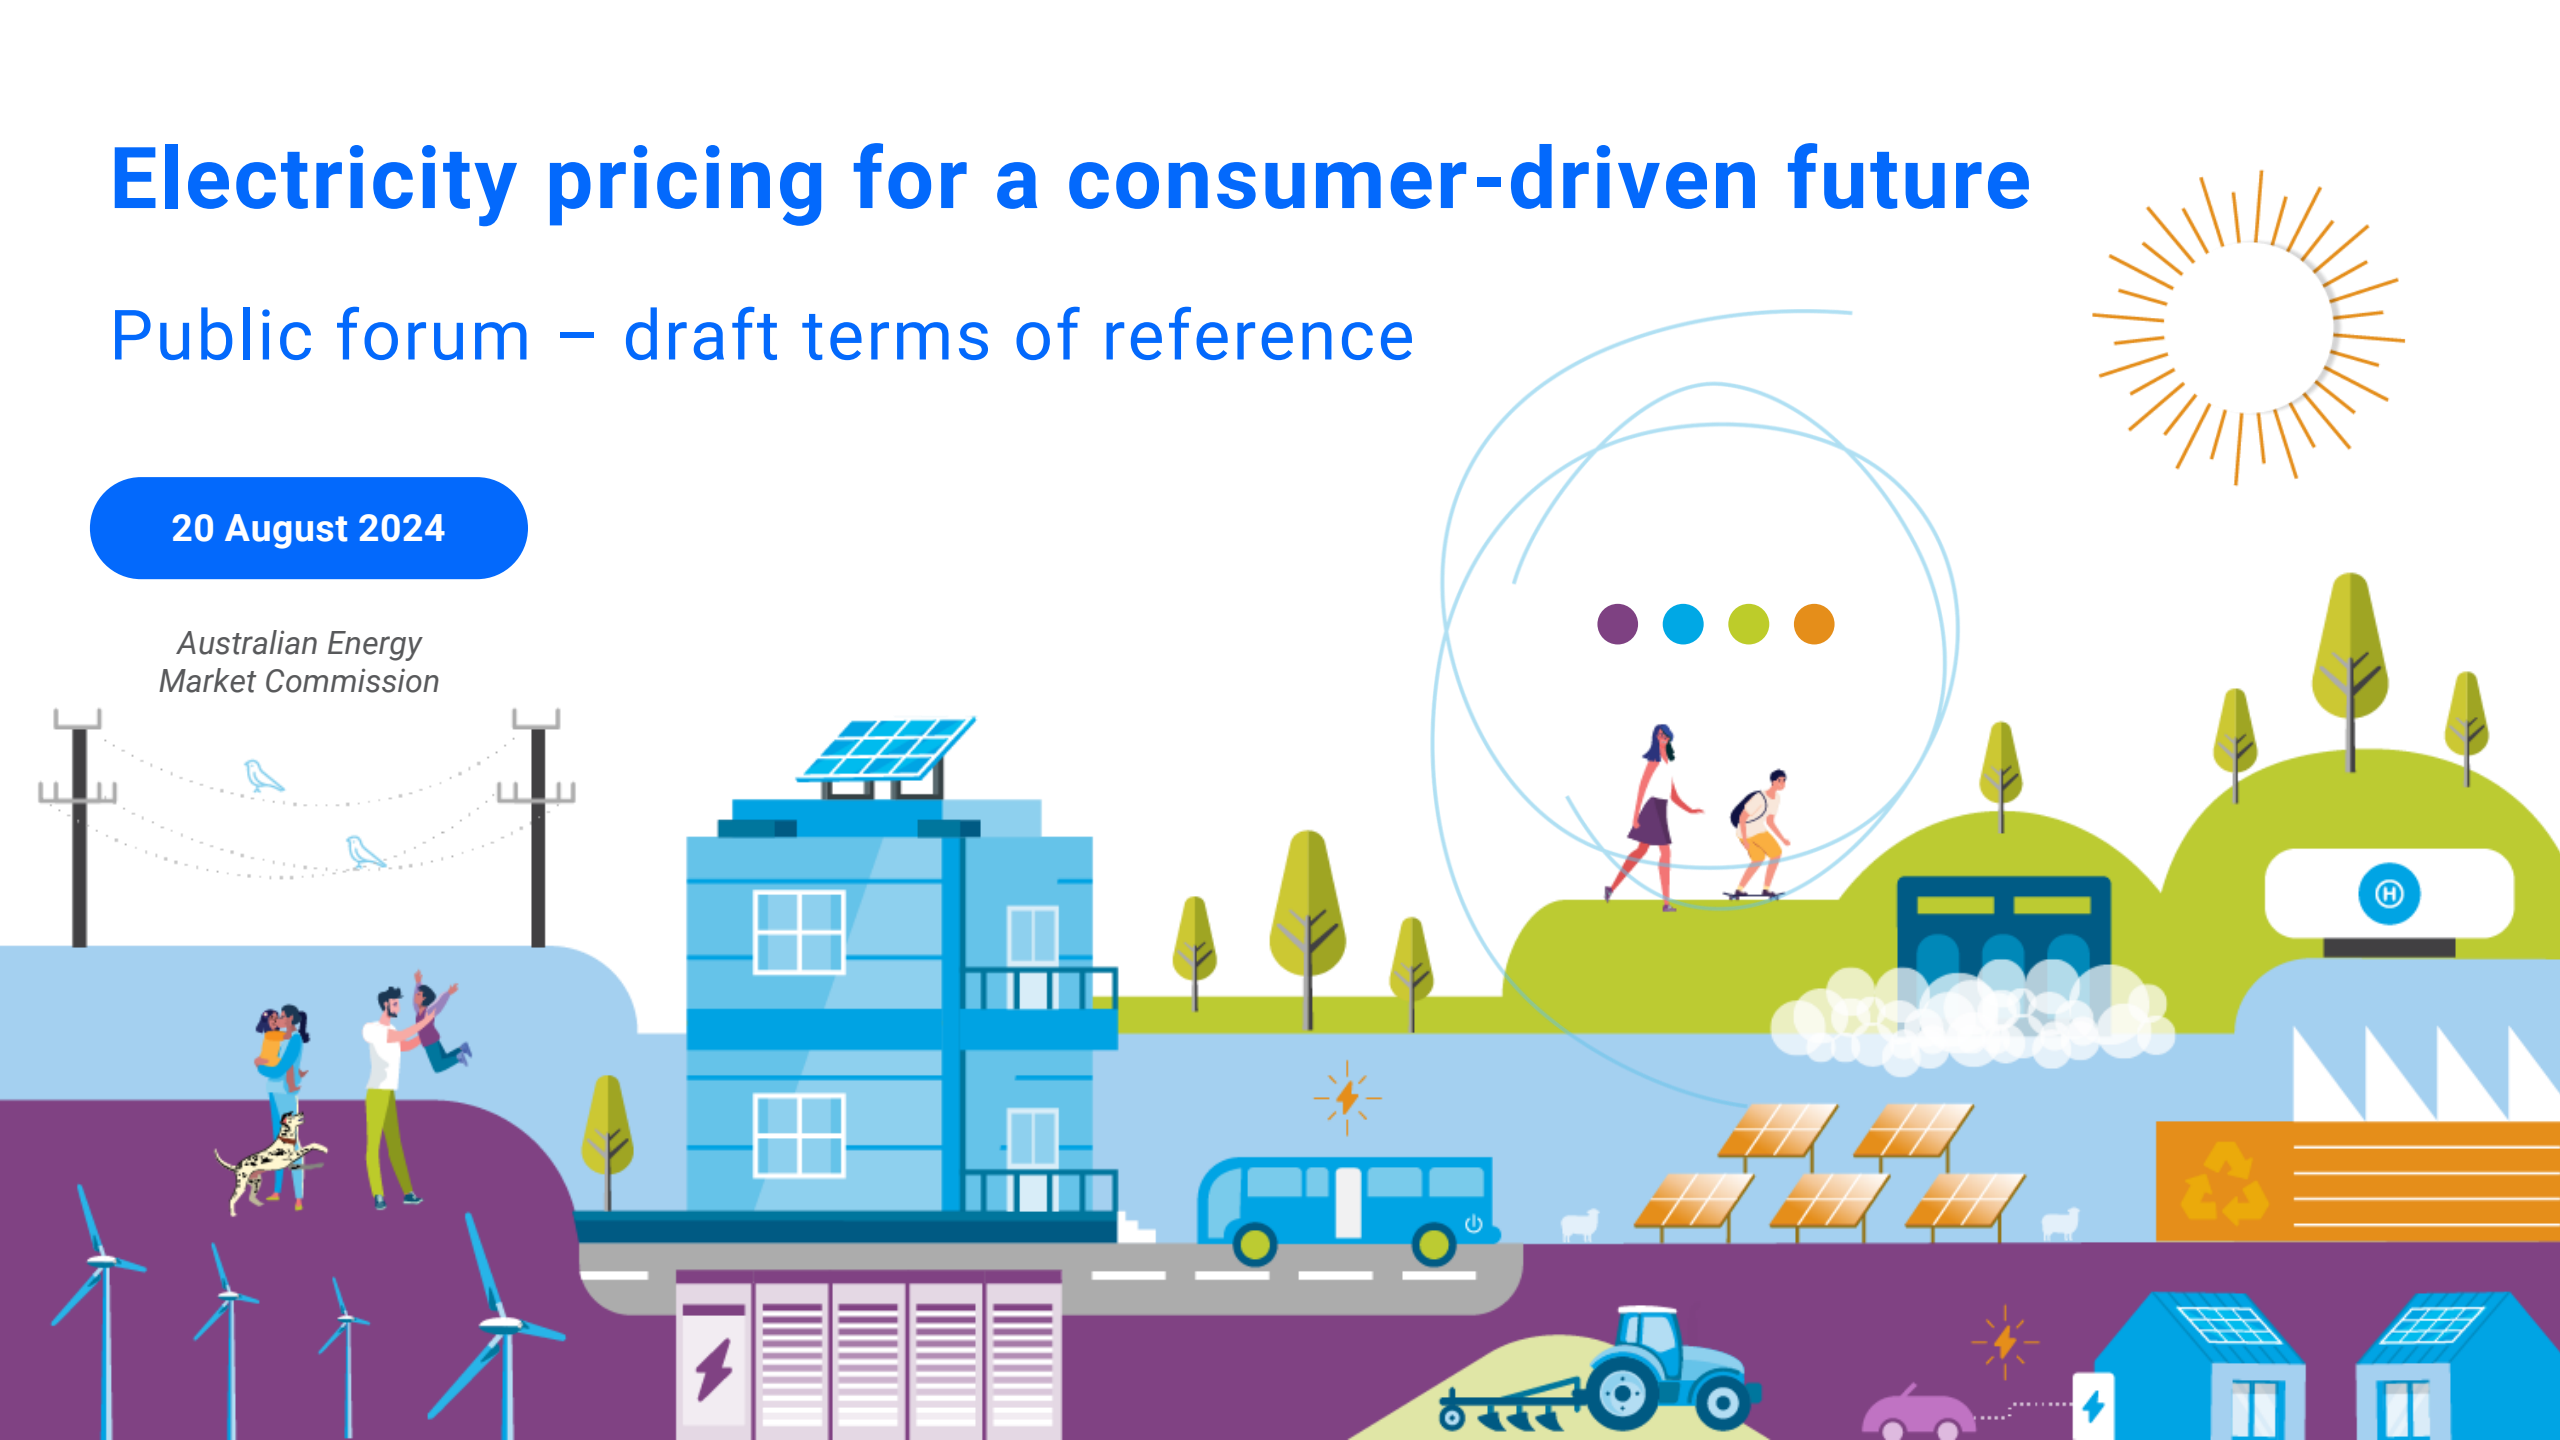 Electricity pricing for a consumer-driven future
Public forum – draft terms of reference
20 August 2024
Australian Energy
Market Commission
H